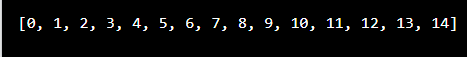 [0, 1, 2, 3, 4, 5, 6, 7, 8, 9, 10, 11, 12, 13, 14]